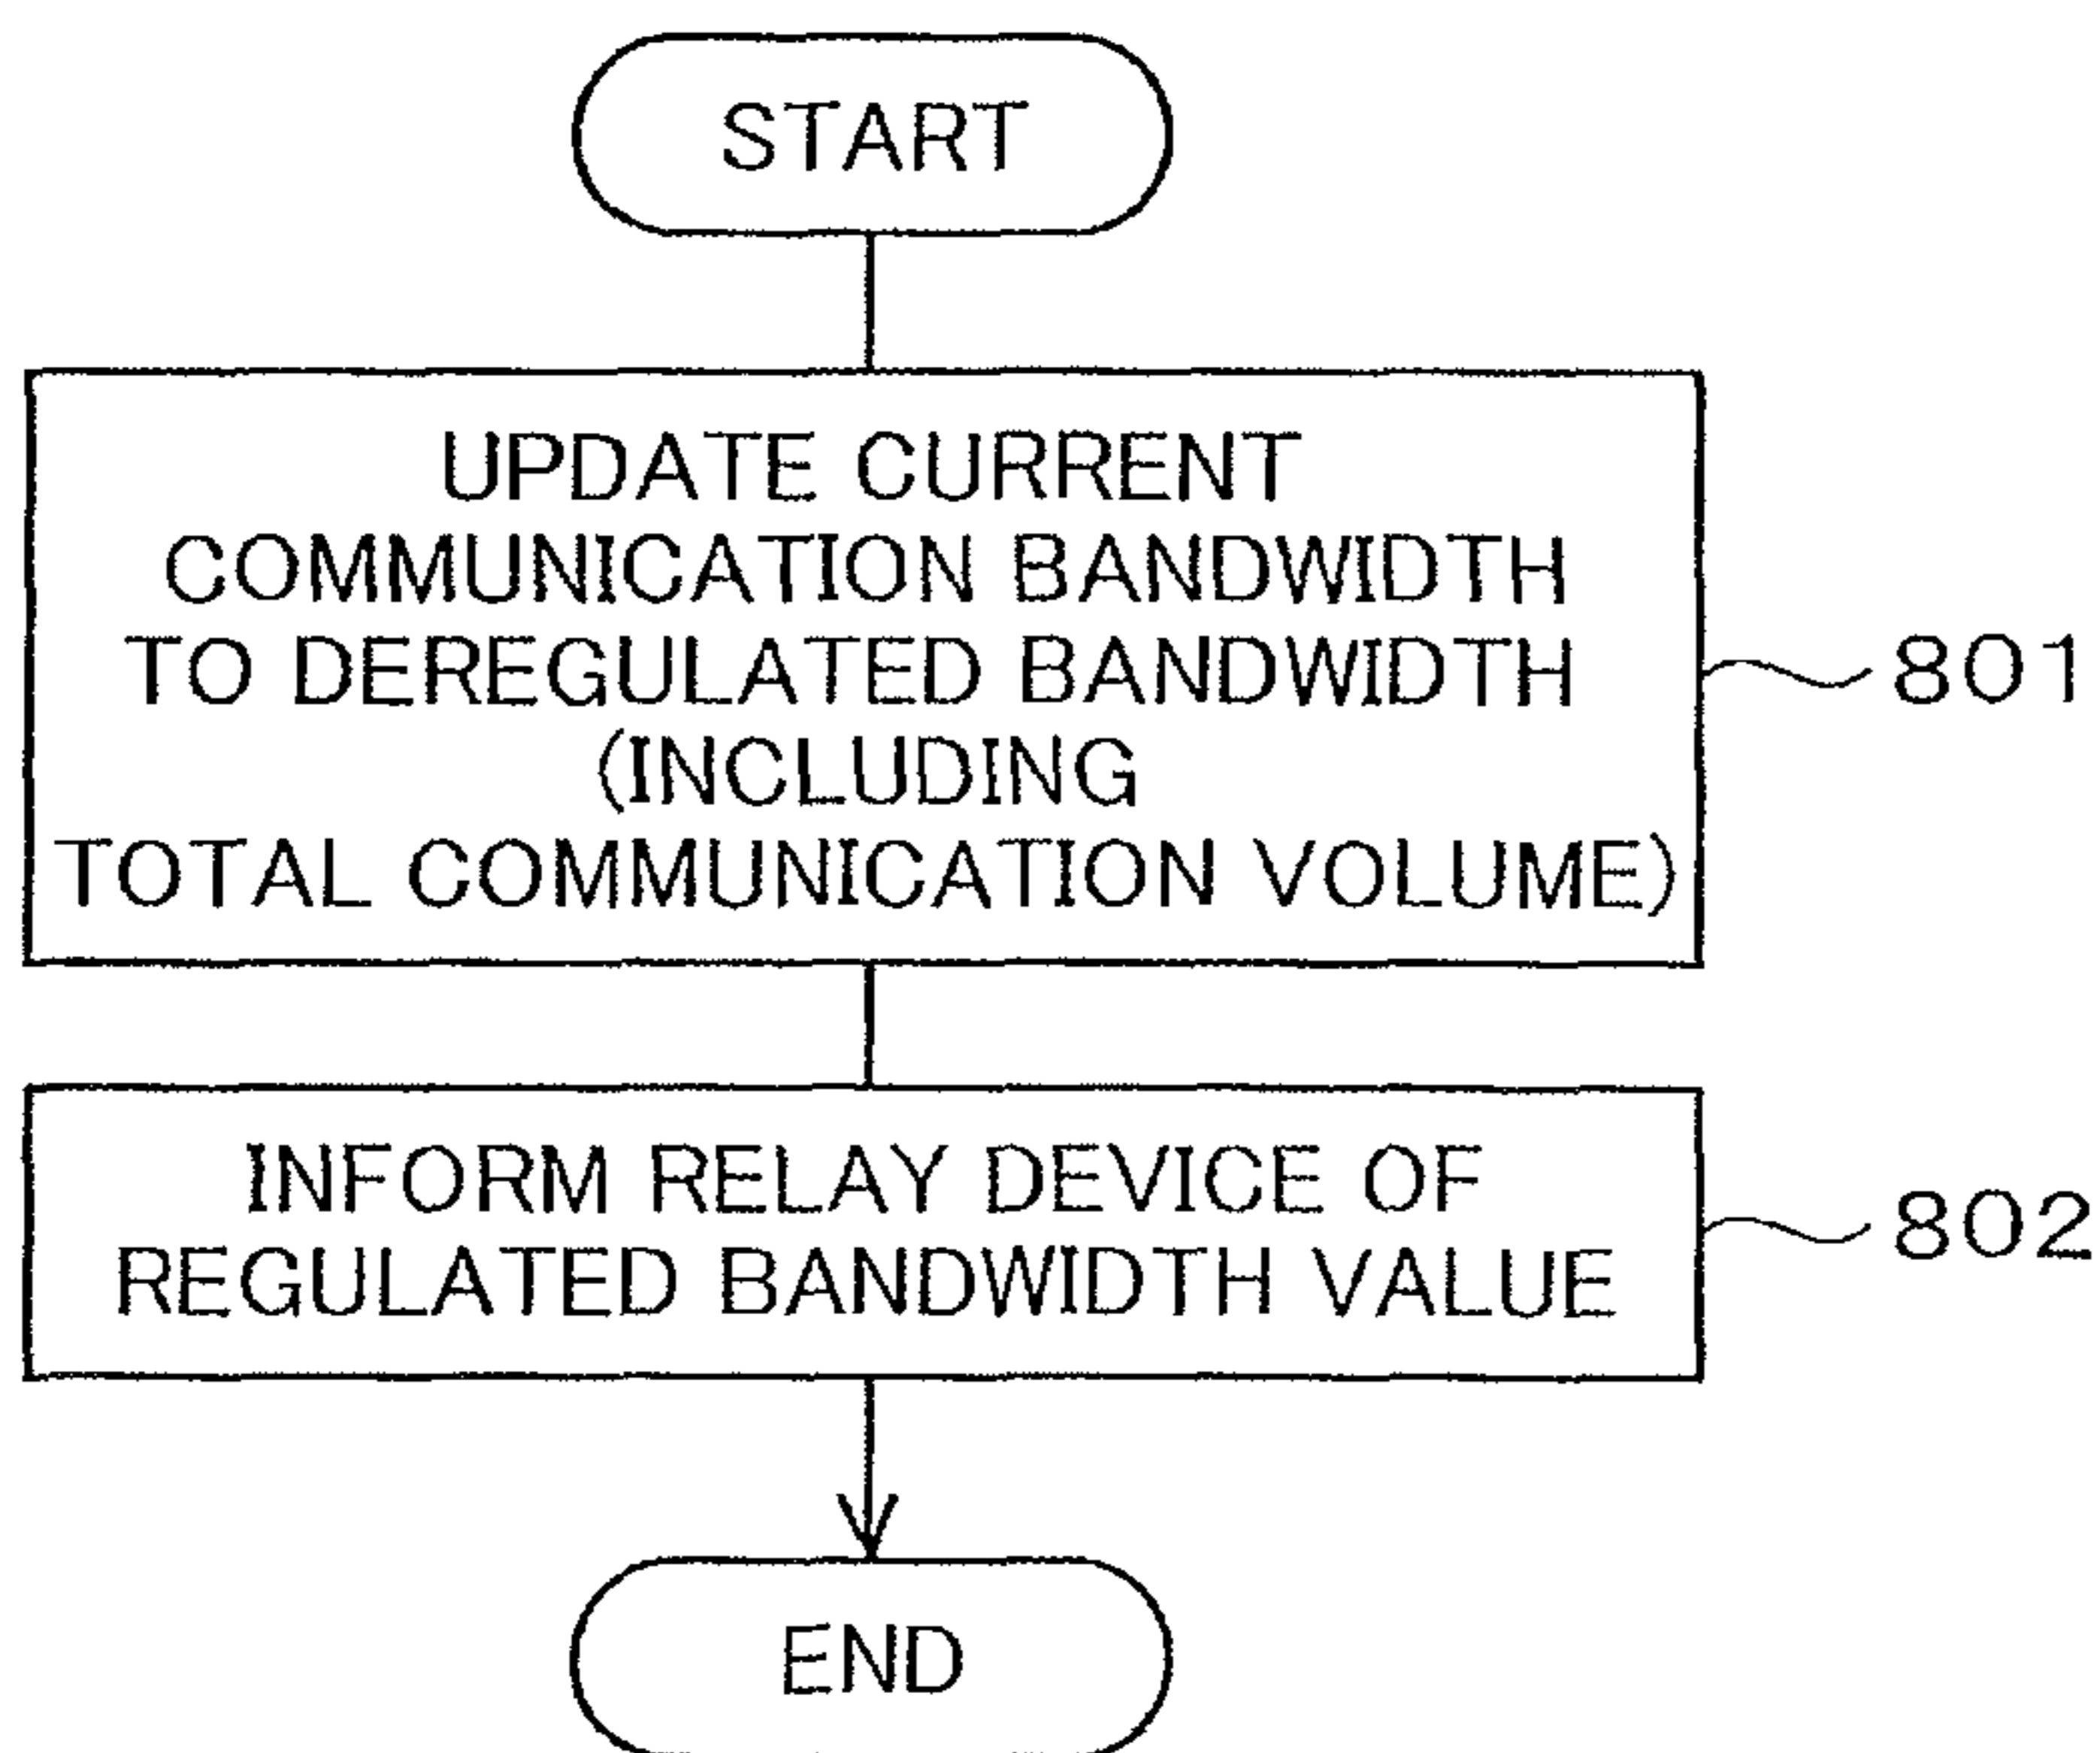 START
UPDATE CURRENT
COMMUNICATION BANDWIDTH
TO DEREGULATED BANDWIDTH
(INCLUDING
TOTAL COMMUNICATION VOLUME)
801
INFORM RELAY DEVICE OF
REGULATED BANDWIDTH VALUE
802
END